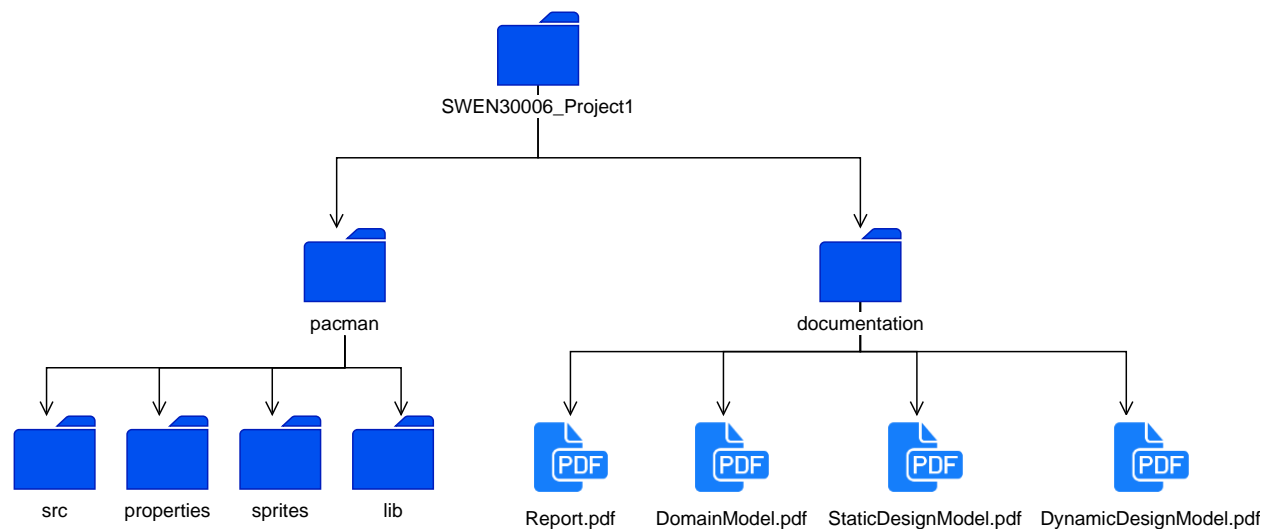 SWEN30006_Project1
pacman
documentation
PDF
PDF
PDF
PDF
src
properties
sprites
lib
Report.pdf
DomainModel.pdf
StaticDesignModel.pdf
DynamicDesignModel.pdf